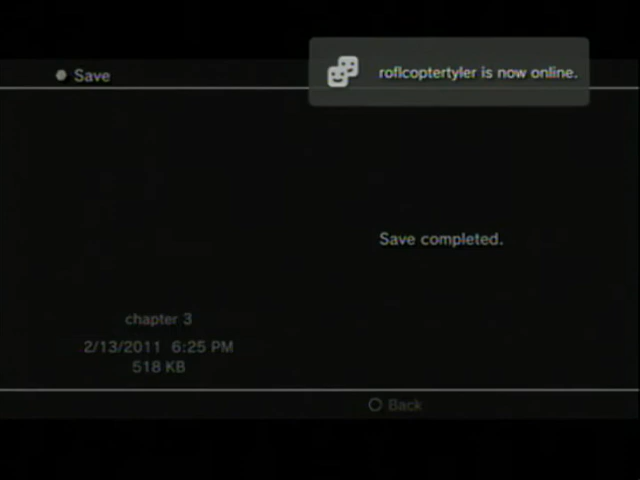 Save
roflcoptertyler is now online.
Save completed.
chapter 3
2/13/2011 6:25 PM
518 KB
Back